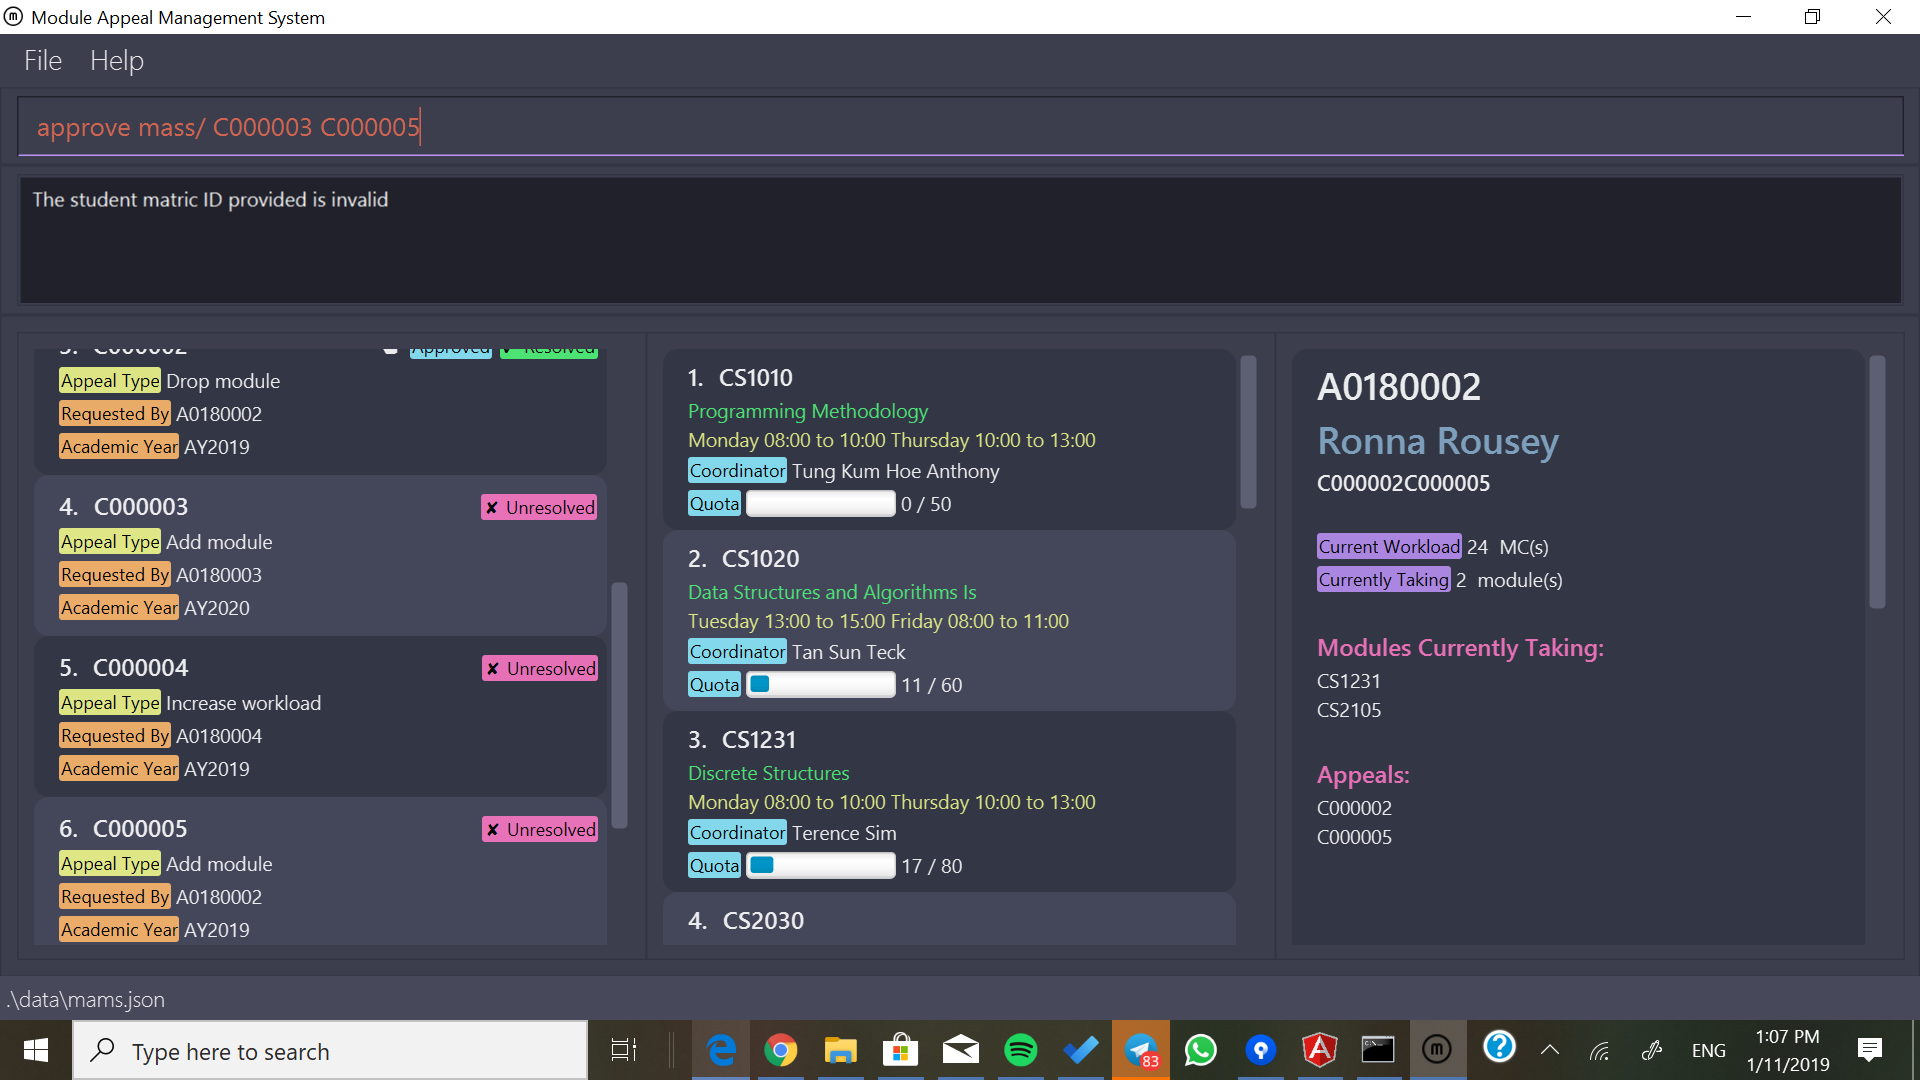 Module Appeal Management System
File Help
approve mass/ C000003 C000005
The student matric ID provided is invalid
3. C000002 Approved ✔ Resolved
Appeal Type Drop module
Requested By A0180002
Academic Year AY2019
4. C000003 ✘ Unresolved
Appeal Type Add module
Requested By A0180003
Academic Year AY2020
5. C000004 ✘ Unresolved
Appeal Type Increase workload
Requested By A0180004
Academic Year AY2019
6. C000005 ✘ Unresolved
Appeal Type Add module
Requested By A0180002
Academic Year AY2019
1. CS1010
Programming Methodology
Monday 08:00 to 10:00 Thursday 10:00 to 13:00
Coordinator Tung Kum Hoe Anthony
Quota 0 / 50
2. CS1020
Data Structures and Algorithms Is
Tuesday 13:00 to 15:00 Friday 08:00 to 11:00
Coordinator Tan Sun Teck
Quota 11 / 60
3. CS1231
Discrete Structures
Monday 08:00 to 10:00 Thursday 10:00 to 13:00
Coordinator Terence Sim
Quota 17 / 80
4. CS2030
A0180002
Ronna Rousey
C000002C000005
Current Workload 24 MC(s)
Currently Taking 2 module(s)
Modules Currently Taking:
CS1231
CS2105
Appeals:
C000002
C000005
.\data\mams.json
Type here to search
83
ENG
1:07 PM
1/11/2019